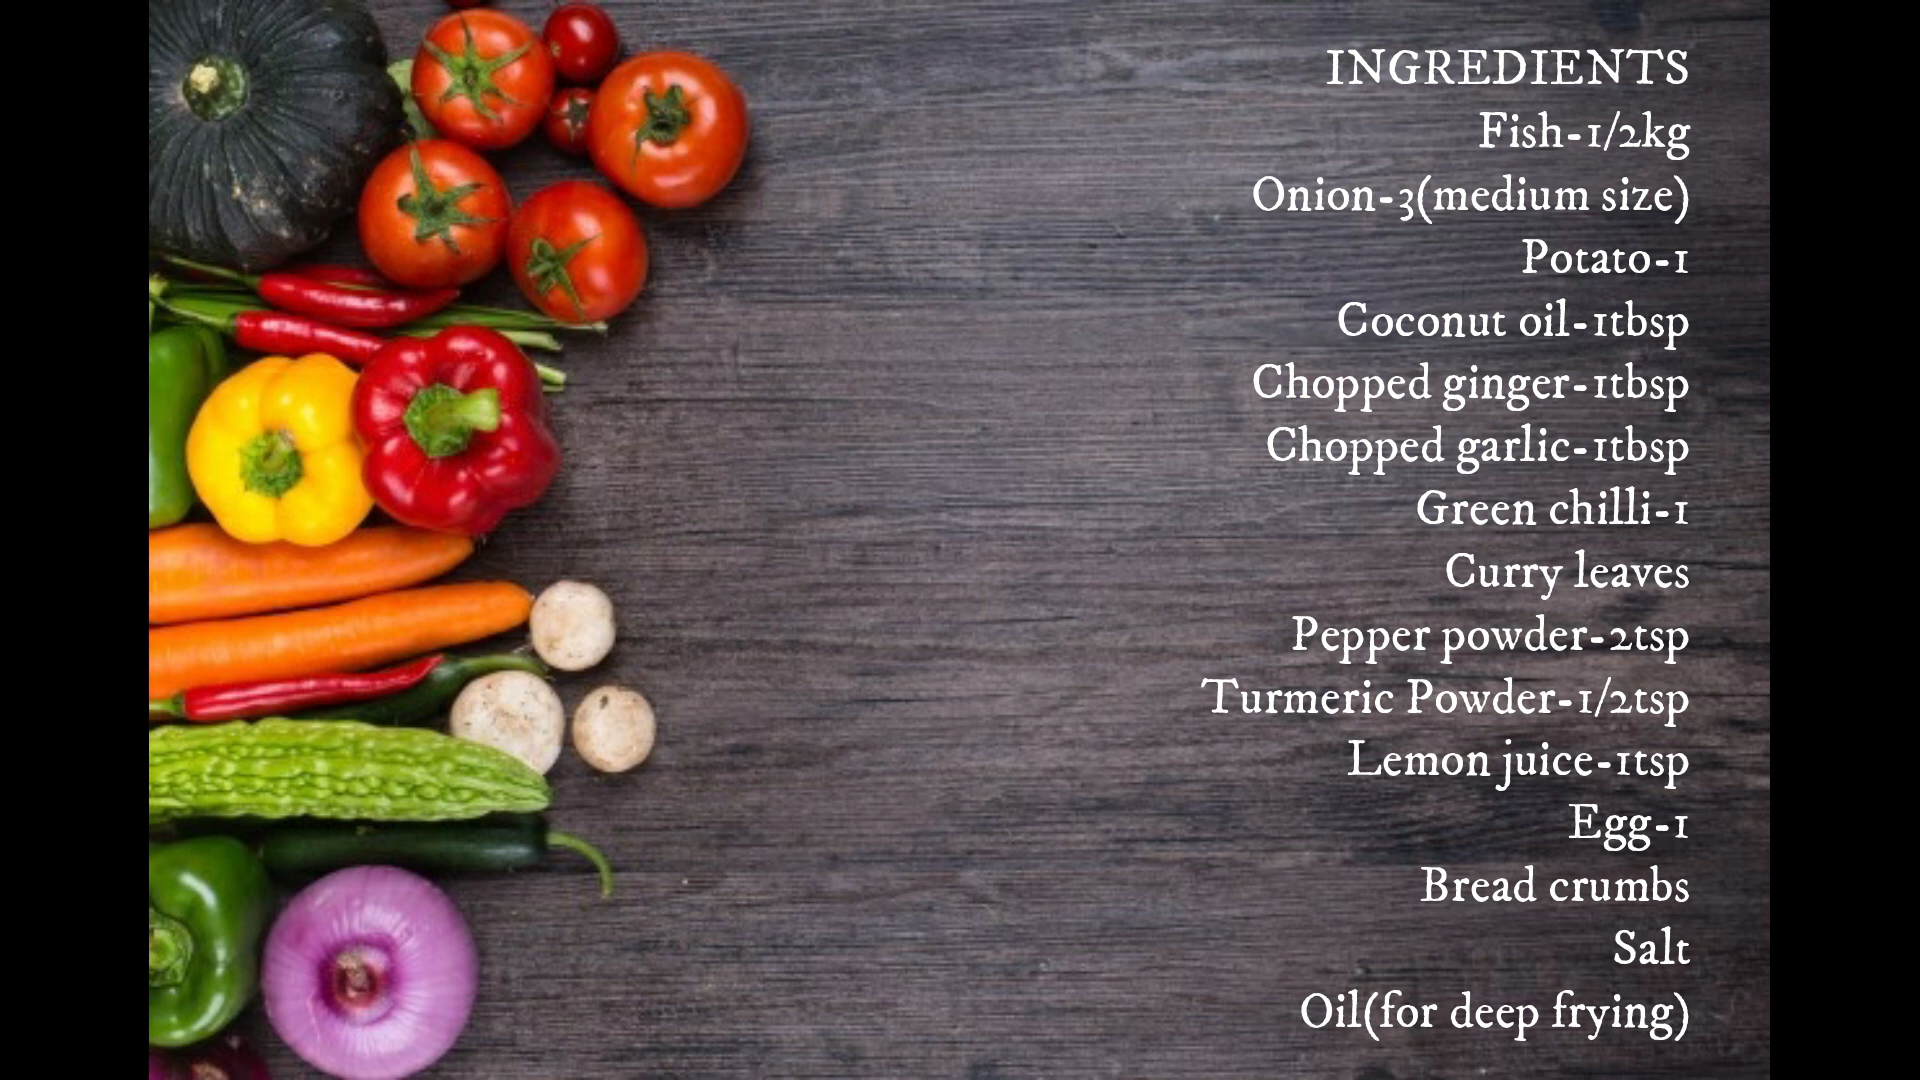 INGREDIENTS
Fish-1/2kg
Onion-3(medium size)
Potato-1
Coconut oil-1tbsp
Chopped ginger-1tbsp
Chopped garlic-1tbsp
Green chilli-1
Curry leaves
Pepper powder-2tsp
Turmeric Powder-1/2tsp
Lemon juice-1tsp
Egg-1
Bread crumbs
Salt
Oil(for deep frying)